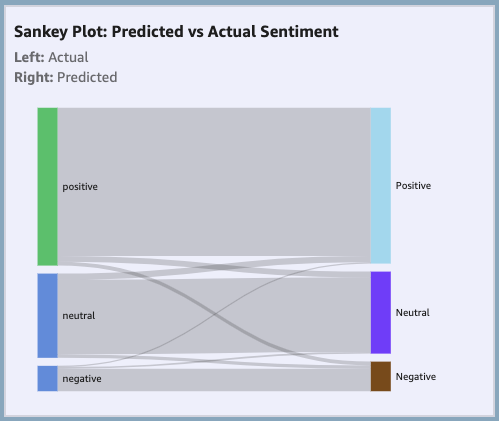 Sankey Plot: Predicted vs Actual Sentiment
Left: Actual
Right: Predicted
positive
Positive
neutral
Neutral
negative
Negative